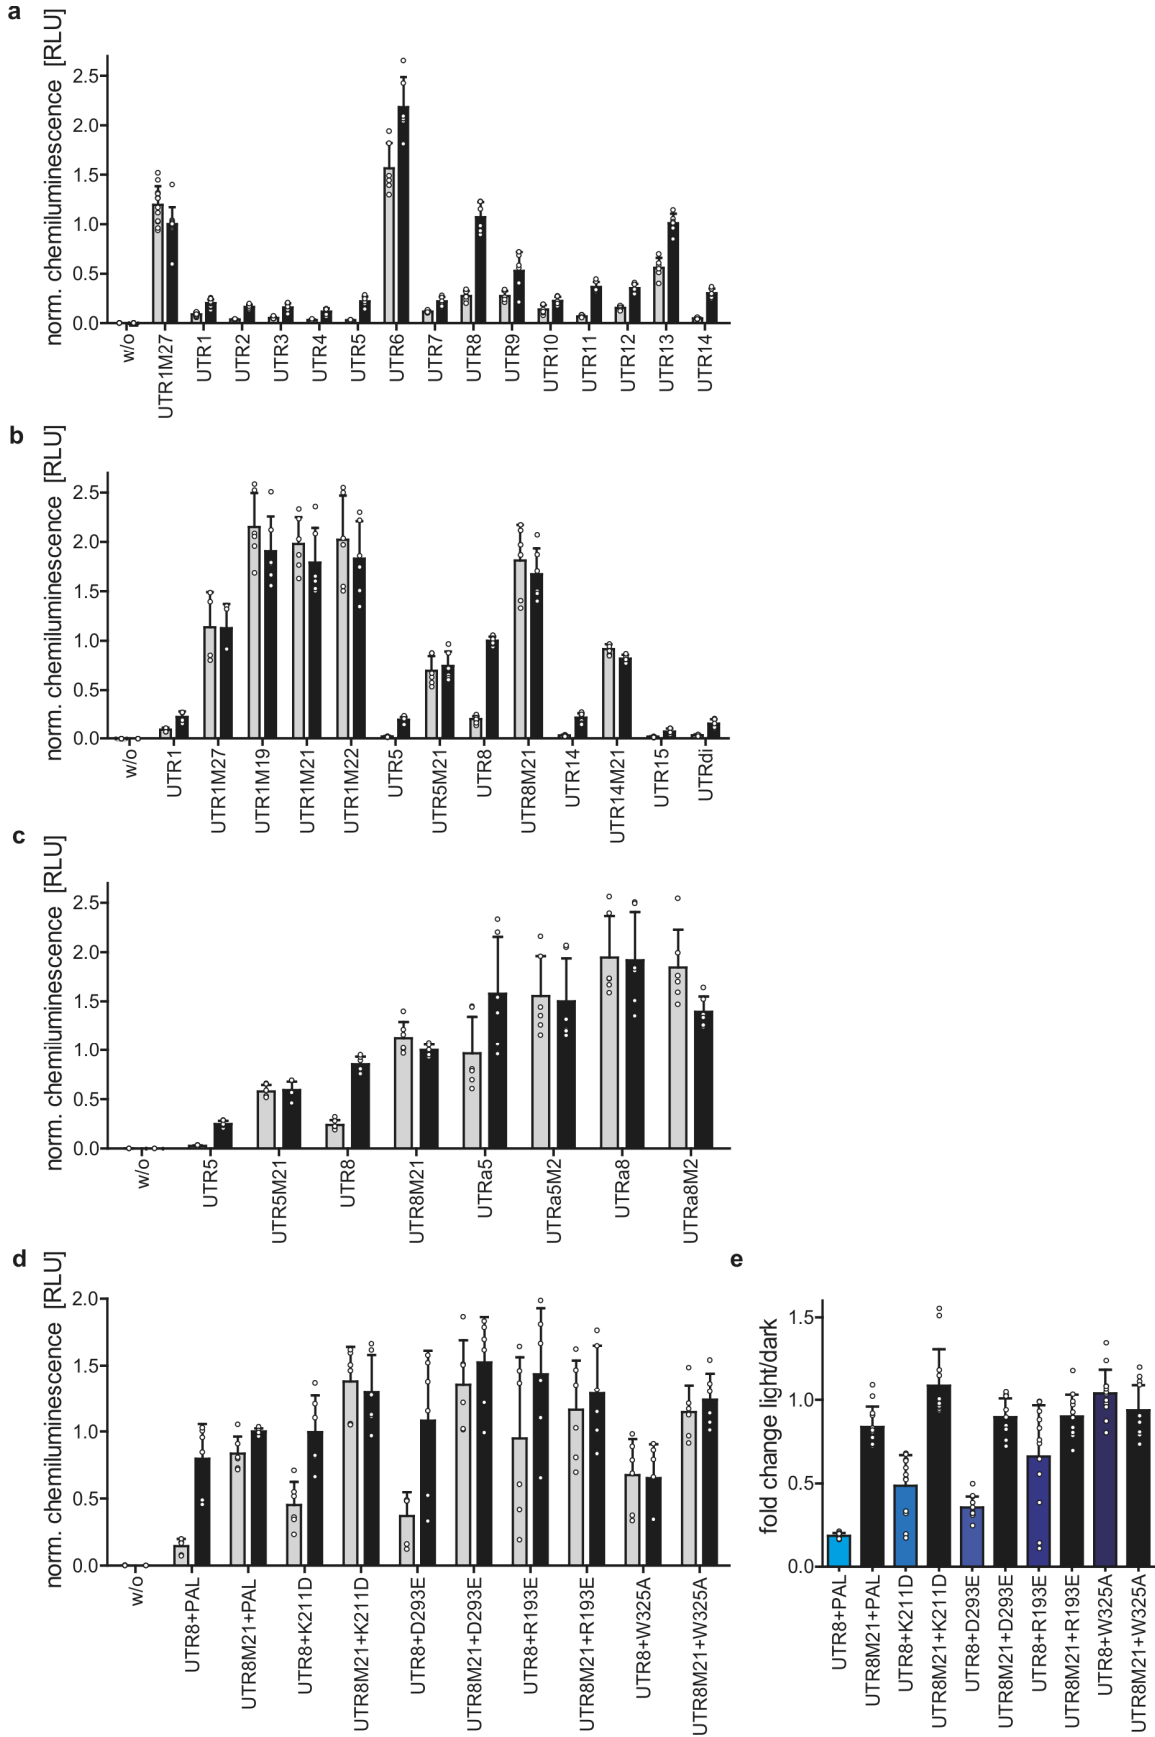 a
norm. chemiluminescence [RLU]
2.5
2.0
1.5
1.0
0.5
0.0
w/o
UTR1M27
UTR1
UTR2
UTR3
UTR4
UTR5
UTR6
UTR7
UTR8
UTR9
UTR10
UTR11
UTR12
UTR13
UTR14
b
norm. chemiluminescence [RLU]
2.5
2.0
1.5
1.0
0.5
0.0
w/o
UTR1
UTR1M27
UTR1M19
UTR1M21
UTR1M22
UTR5
UTR5M21
UTR8
UTR8M21
UTR14
UTR14M21
UTR15
UTRdi
c
norm. chemiluminescence [RLU]
2.5
2.0
1.5
1.0
0.5
0.0
w/o
UTR5
UTR5M21
UTR8
UTR8M21
UTRa5
UTRa5M2
UTRa8
UTRa8M2
d
norm. chemiluminescence [RLU]
2.0
1.5
1.0
0.5
0.0
w/o
UTR8+PAL
UTR8M21+PAL
UTR8+K211D
UTR8M21+K211D
UTR8+D293E
UTR8M21+D293E
UTR8+R193E
UTR8M21+R193E
UTR8+W325A
UTR8M21+W325A
e
fold change light/dark
1.5
1.0
0.5
0.0
UTR8+PAL
UTR8M21+PAL
UTR8+K211D
UTR8M21+K211D
UTR8+D293E
UTR8M21+D293E
UTR8+R193E
UTR8M21+R193E
UTR8+W325A
UTR8M21+W325A